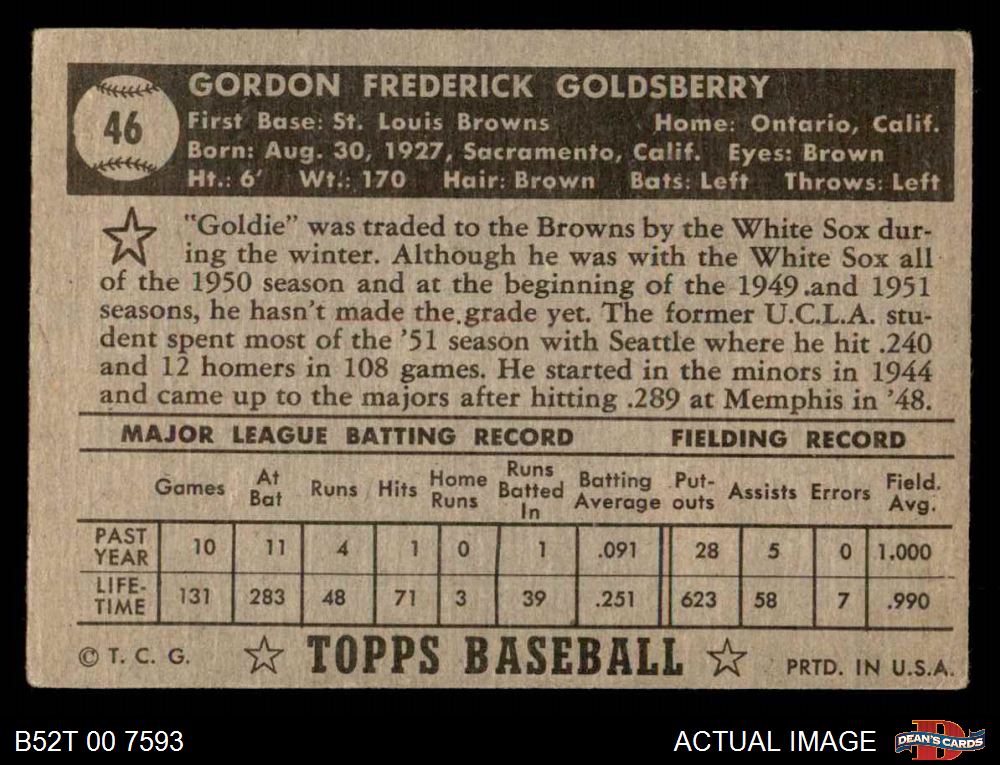 46
GORDON FREDERICK GOLDSBERRY
First Base: St. Louis Browns Home: Ontario, Calif.
Born: Aug. 30, 1927, Sacramento, Calif. Eyes: Brown
Ht.: 6' Wt.: 170 Hair: Brown Bats: Left Throws: Left
"Goldie" was traded to the Browns by the White Sox dur-
ing the winter. Although he was with the White Sox all
of the 1950 season and at the beginning of the 1949 and 1951
seasons, he hasn't made the grade yet. The former U.C.L.A. stu-
dent spent most of the '51 season with Seattle where he hit .240
and 12 homers in 108 games. He started in the minors in 1944
and came up to the majors after hitting .289 at Memphis in '48.
MAJOR LEAGUE BATTING RECORD FIELDING RECORD
Games At Bat Runs Hits Home Runs Runs Batted In Batting Average Put-outs Assists Errors Field. Avg.
PAST YEAR 10 11 4 1 0 1 .091 28 5 0 1.000
LIFE-TIME 131 283 48 71 3 39 .251 623 58 7 .990
© T. C. G. TOPPS BASEBALL PRTD. IN U.S.A.
B52T 00 7593 ACTUAL IMAGE DEAN'S CARDS